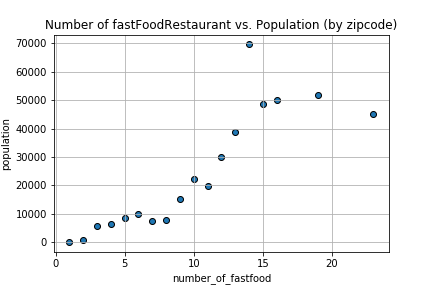 Number of fastFoodRestaurant vs. Population (by zipcode)
70000
60000
50000
40000
30000
20000
10000
0
population
0 5 10 15 20
number_of_fastfood